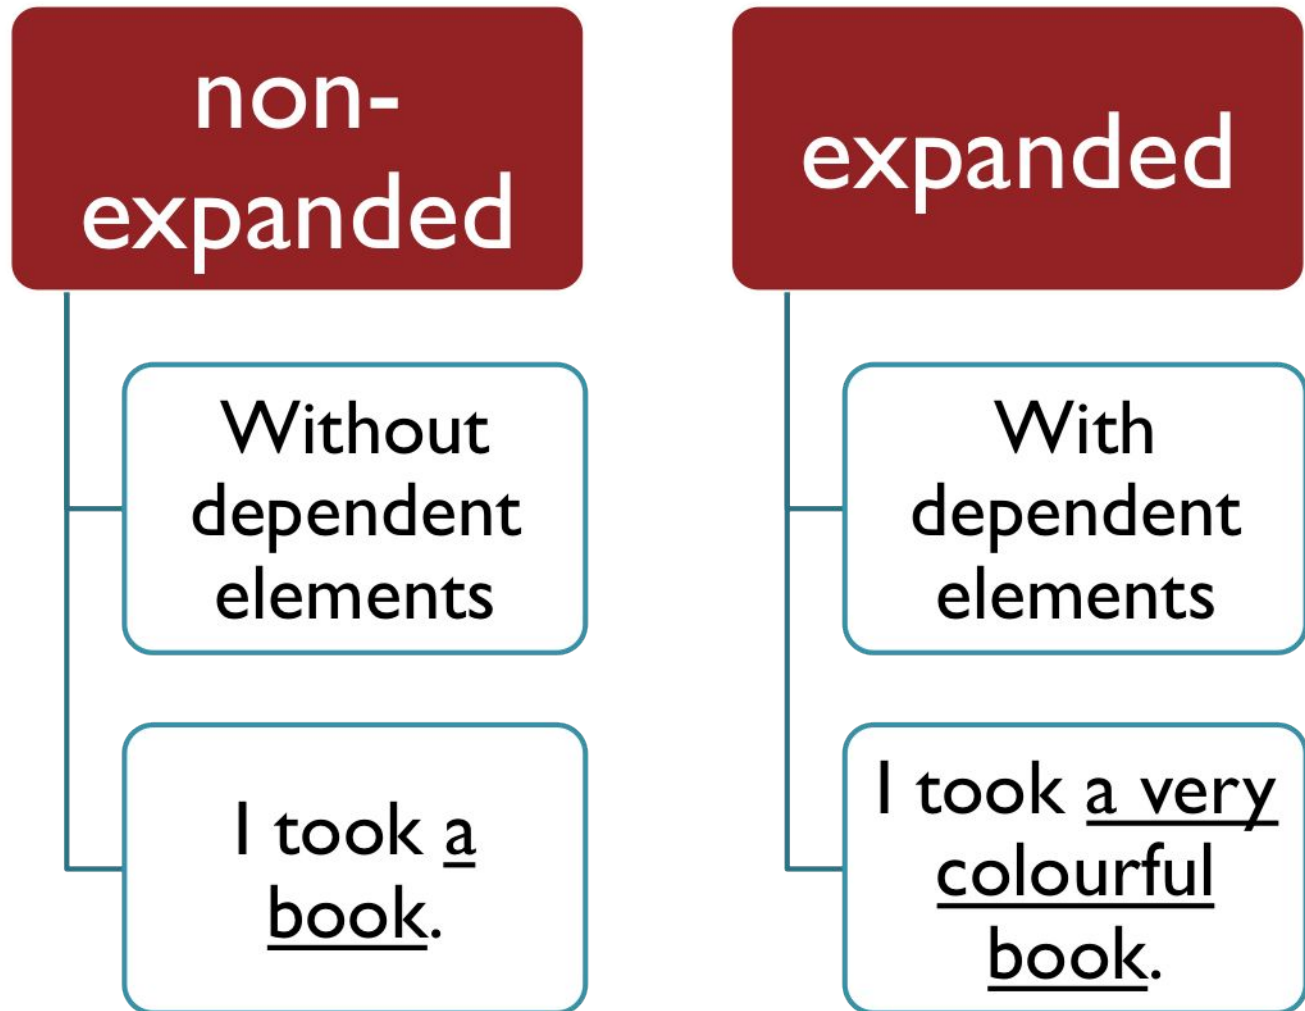 non-
expanded
Without
dependent
elements
I took a
book.
expanded
With
dependent
elements
I took a very
colourful
book.